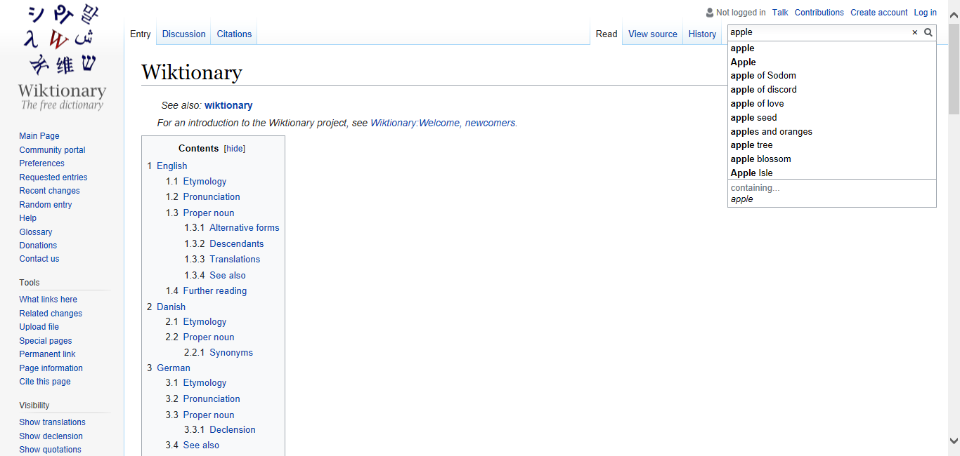 Wiktionary
The free dictionary
Main Page
Community portal
Preferences
Requested entries
Recent changes
Random entry
Help
Glossary
Donations
Contact us
Tools
What links here
Related changes
Upload file
Special pages
Permanent link
Page information
Cite this page
Visibility
Show translations
Show declension
Show quotations
Not logged in Talk Contributions Create account Log in
Entry Discussion Citations Read View source History
apple
apple
Apple
apple of Sodom
apple of discord
apple of love
apple seed
apples and oranges
apple tree
apple blossom
Apple Isle
containing...
apple
Wiktionary
See also: wiktionary
For an introduction to the Wiktionary project, see Wiktionary:Welcome, newcomers.
Contents [hide]
1 English
1.1 Etymology
1.2 Pronunciation
1.3 Proper noun
1.3.1 Alternative forms
1.3.2 Descendants
1.3.3 Translations
1.3.4 See also
1.4 Further reading
2 Danish
2.1 Etymology
2.2 Proper noun
2.2.1 Synonyms
3 German
3.1 Etymology
3.2 Pronunciation
3.3 Proper noun
3.3.1 Declension
3.4 See also